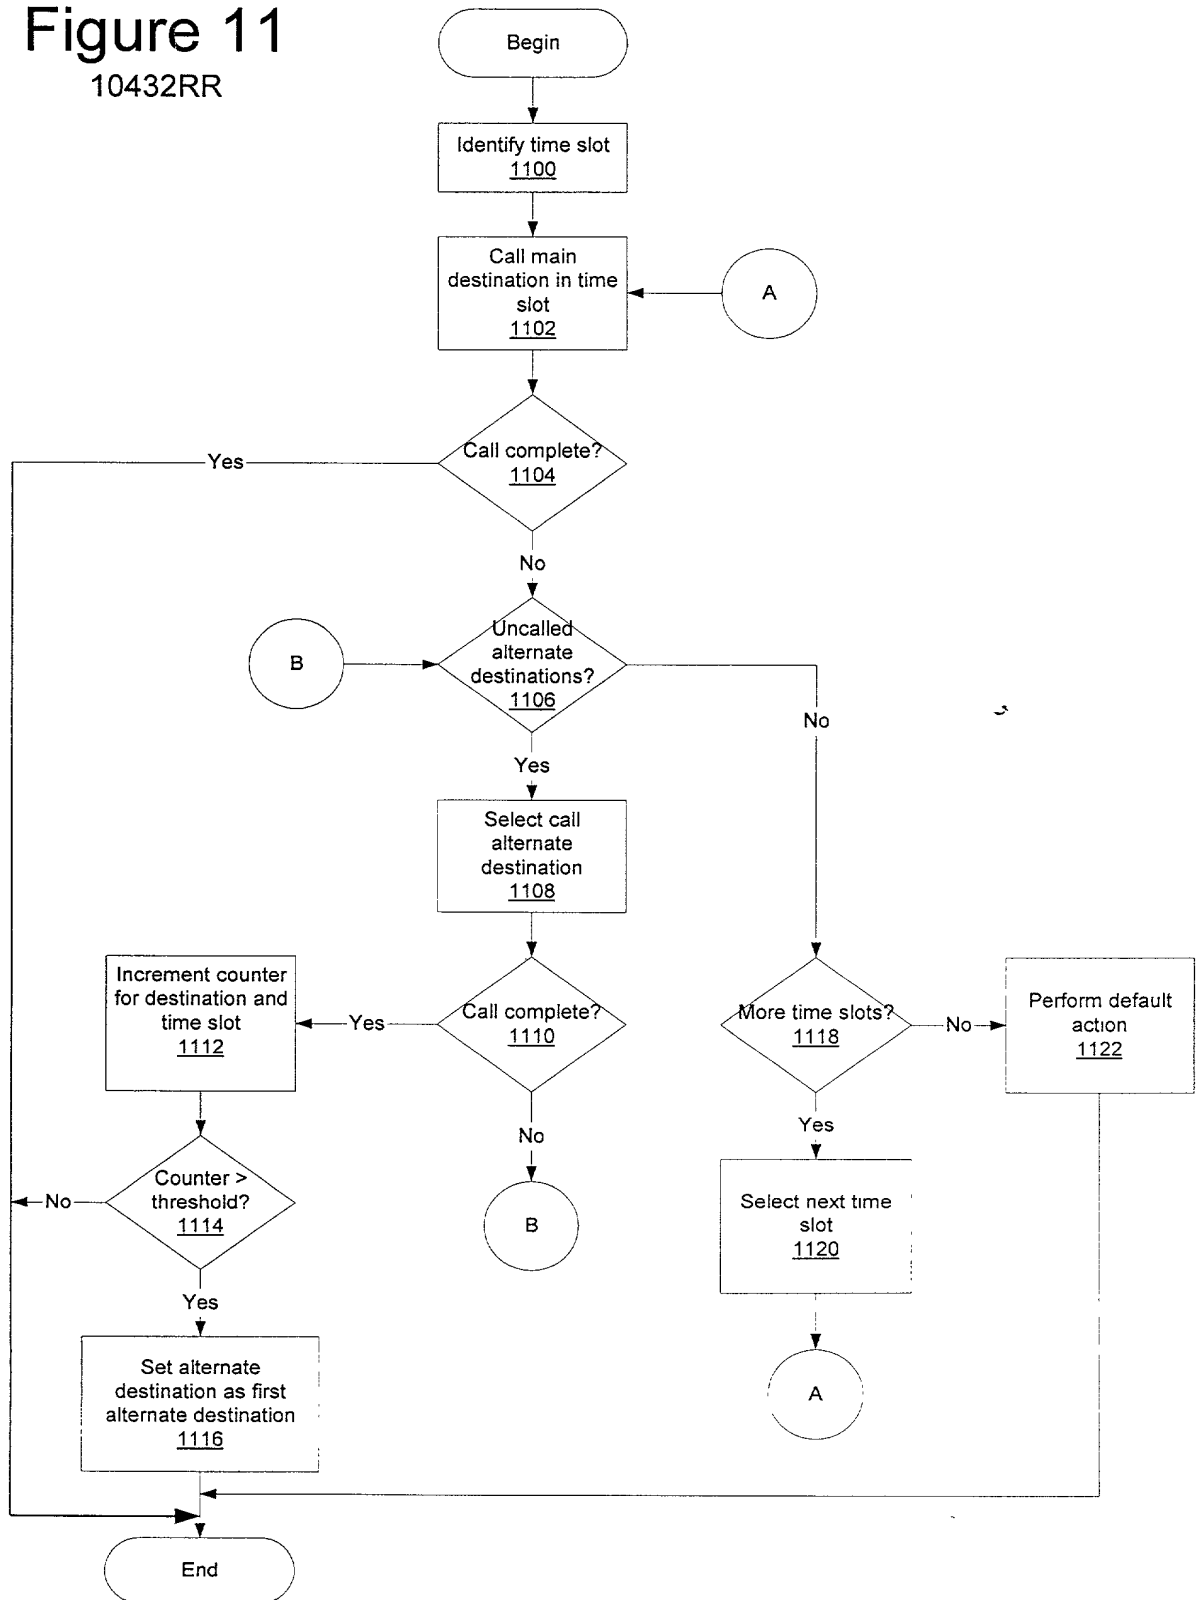 Figure 11
10432RR
Begin
Identify time slot
1100
Call main
destination in time
slot
1102
A
Call complete?
1104
Yes
No
Uncalled
alternate
destinations?
1106
B
No
Yes
Select call
alternate
destination
1108
Increment counter
for destination and
time slot
1112
Yes
Call complete?
1110
More time slots?
1118
No
Perform default
action
1122
No
Yes
Counter >
threshold?
1114
No
B
Select next time
slot
1120
Yes
Set alternate
destination as first
alternate destination
1116
A
End